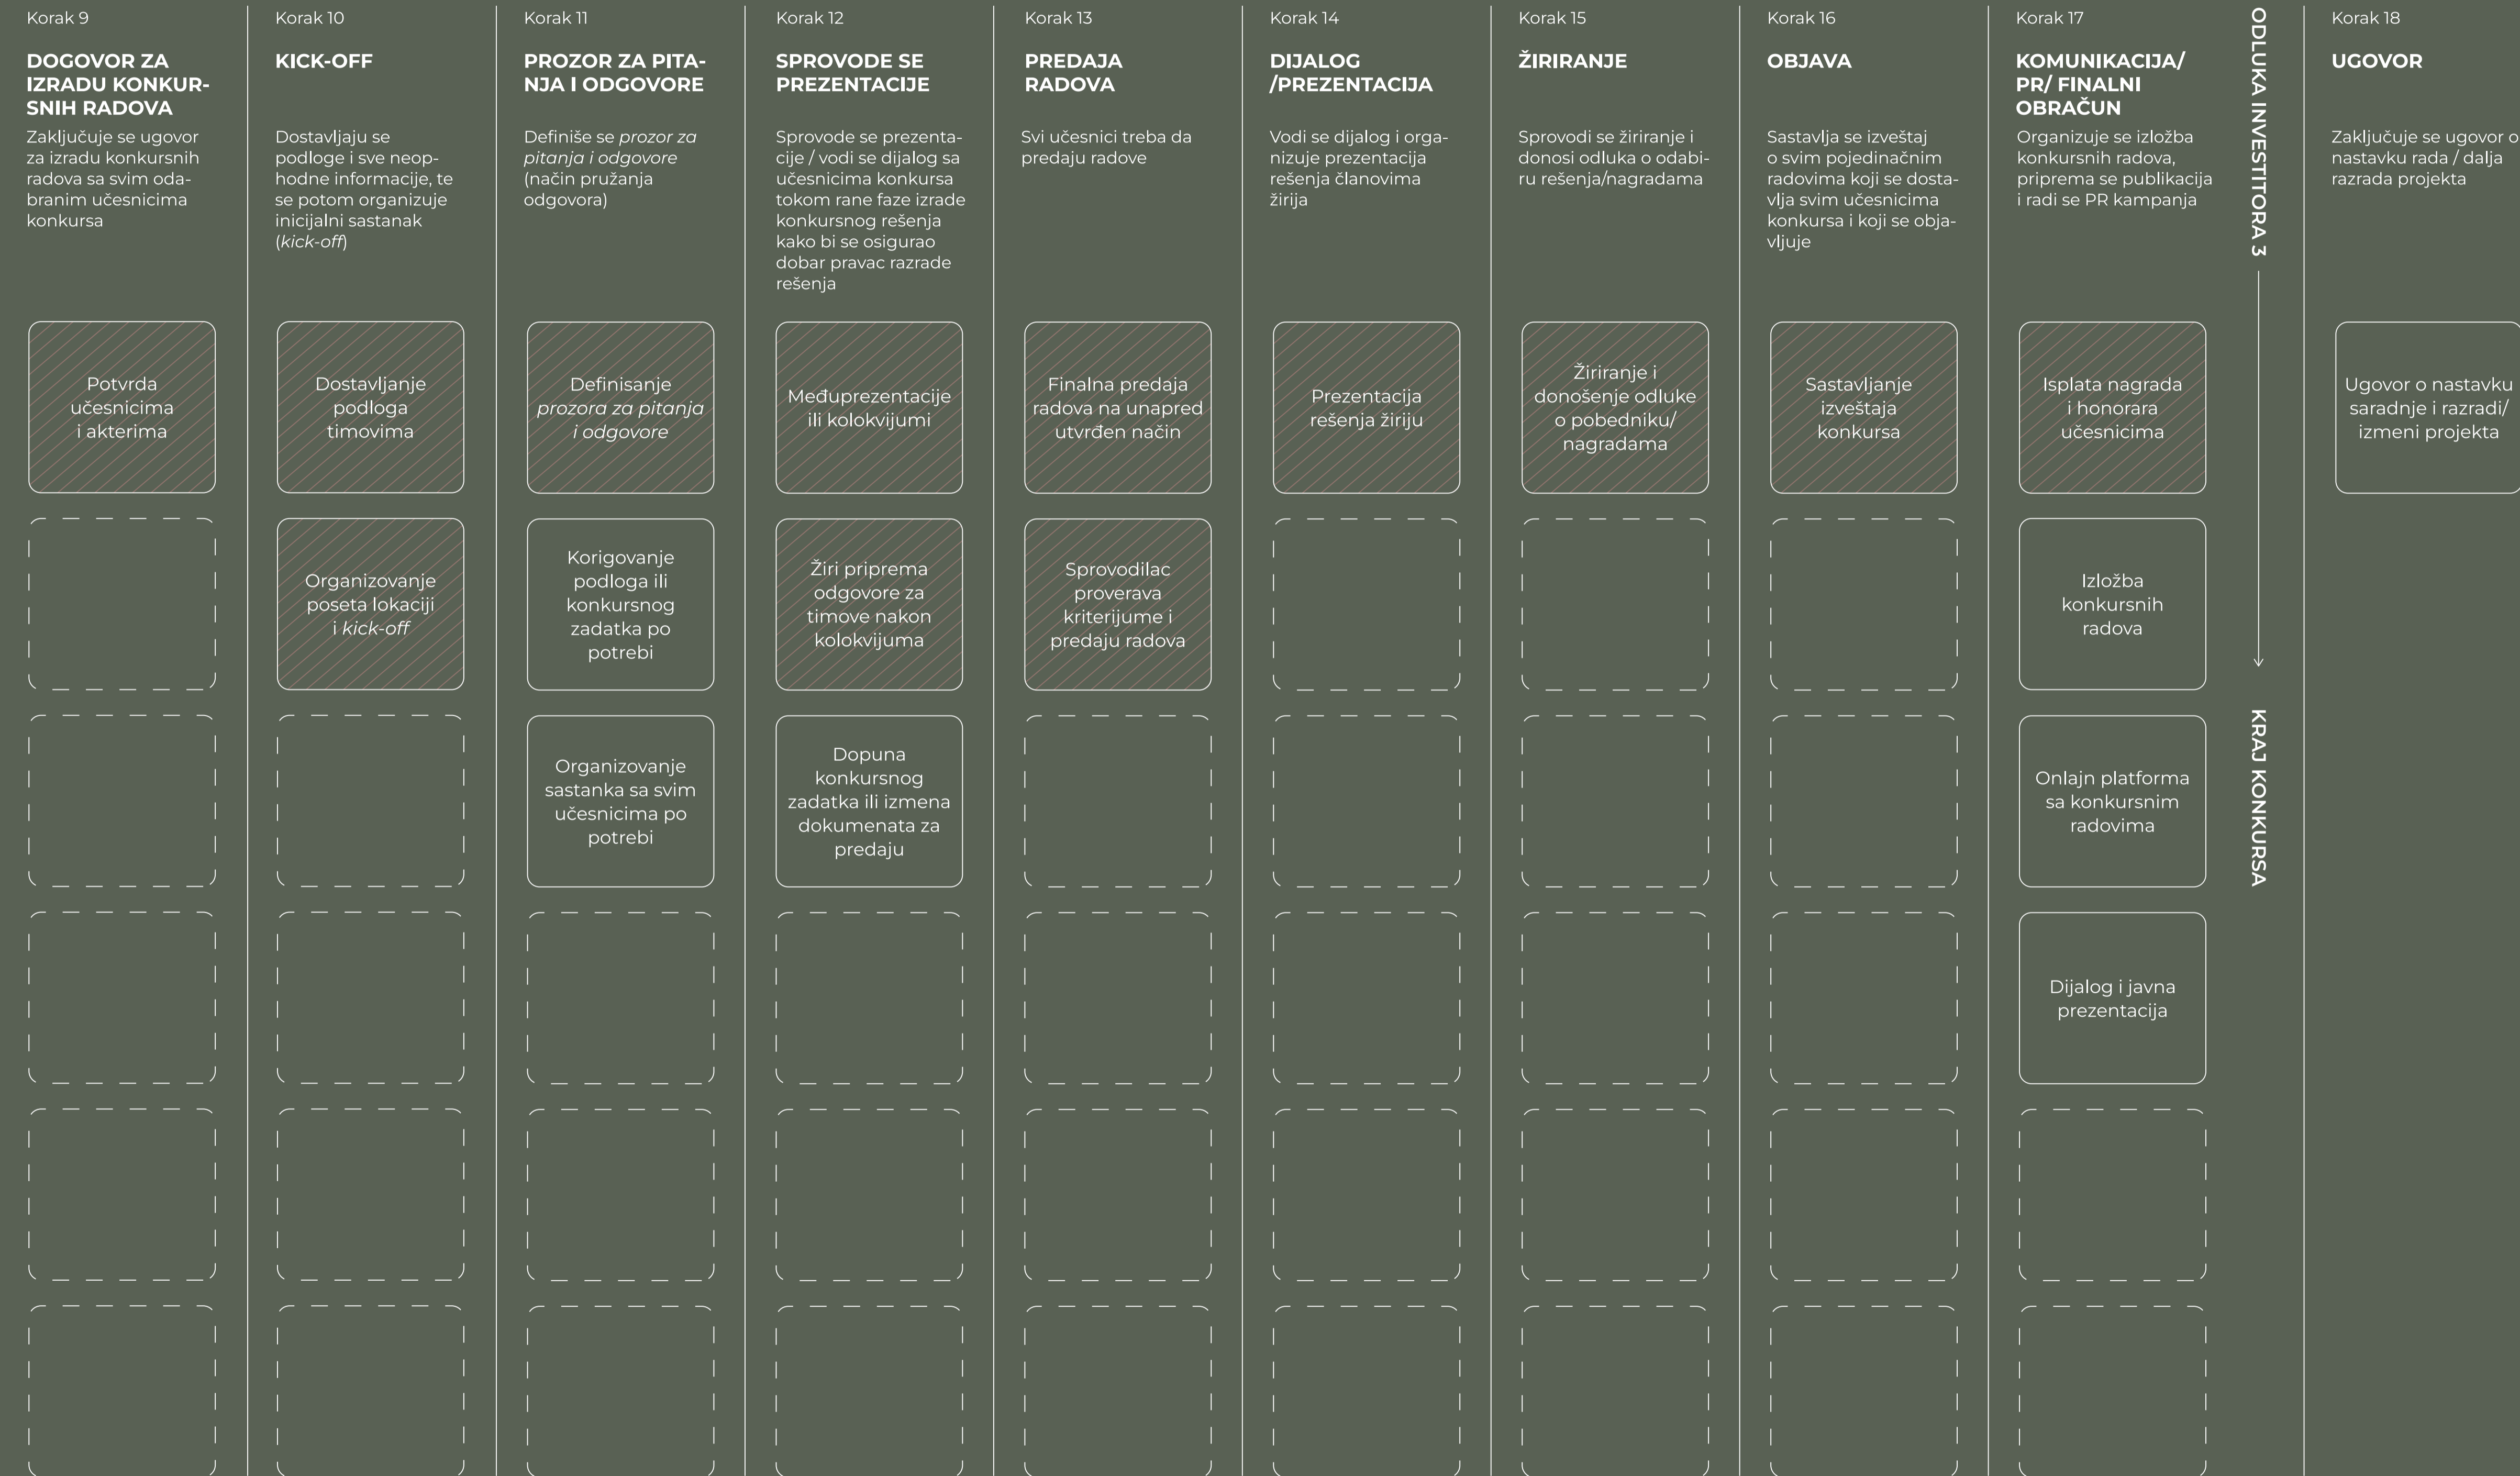 Korak 9
DOGOVOR ZA
IZRADU KONKUR-
SNIH RADOVA
Zaključuje se ugovor
za izradu konkursnih
radova sa svim oda-
branim učesnicima
konkursa
Potvrda
učesnicima
i akterima
Korak 10
KICK-OFF
Dostavljaju se
podloge i sve neop-
hodne informacije, te
se potom organizuje
inicijalni sastanak
(kick-off)
Dostavljanje
podloga
timovima
Organizovanje
poseta lokaciji
i kick-off
Korak 11
PROZOR ZA PITA-
NJA I ODGOVORE
Definiše se prozor za
pitanja i odgovore
(način pružanja
odgovora)
Definisanje
prozora za pitanja
i odgovore
Korigovanje
podloga ili
konkursnog
zadatka po
potrebi
Organizovanje
sastanka sa svim
učesnicima po
potrebi
Korak 12
SPROVODE SE
PREZENTACIJE
Sprovode se prezenta-
cije / vodi se dijalog sa
učesnicima konkursa
tokom rane faze izrade
konkursnog rešenja
kako bi se osigurao
dobar pravac razrade
rešenja
Međuprezentacije
ili kolokvijumi
Žiri priprema
odgovore za
timove nakon
kolokvijuma
Dopuna
konkursnog
zadatka ili izmena
dokumenata za
predaju
Korak 13
PREDAJA
RADOVA
Svi učesnici treba da
predaju radove
Finalna predaja
radova na unapred
utvrđen način
Sprovodilac
proverava
kriterijume i
predaju radova
Korak 14
DIJALOG
/PREZENTACIJA
Vodi se dijalog i orga-
nizuje prezentacija
rešenja članovima
žirija
Prezentacija
rešenja žiriju
Korak 15
ŽIRIRANJE
Sprovodi se žiriranje i
donosi odluka o odabi-
ru rešenja/nagradama
Žiriranje i
donošenje odluke
o pobedniku/
nagradama
Korak 16
OBJAVA
Sastavlja se izveštaj
o svim pojedinačnim
radovima koji se dosta-
vlja svim učesnicima
konkursa i koji se obja-
vljuje
Sastavljanje
izveštaja
konkursa
Korak 17
KOMUNIKACIJA/
PR/ FINALNI
OBRAČUN
Organizuje se izložba
konkursnih radova,
priprema se publikacija
i radi se PR kampanja
Isplata nagrada
i honorara
učesnicima
Izložba
konkursnih
radova
Onlajn platforma
sa konkursnim
radovima
Dijalog i javna
prezentacija
ODLUKA INVESTITORA 3
KRAJ KONKURSA
Korak 18
UGOVOR
Zaključuje se ugovor o
nastavku rada / dalja
razrada projekta
Ugovor o nastavku
saradnje i razradi/
izmeni projekta